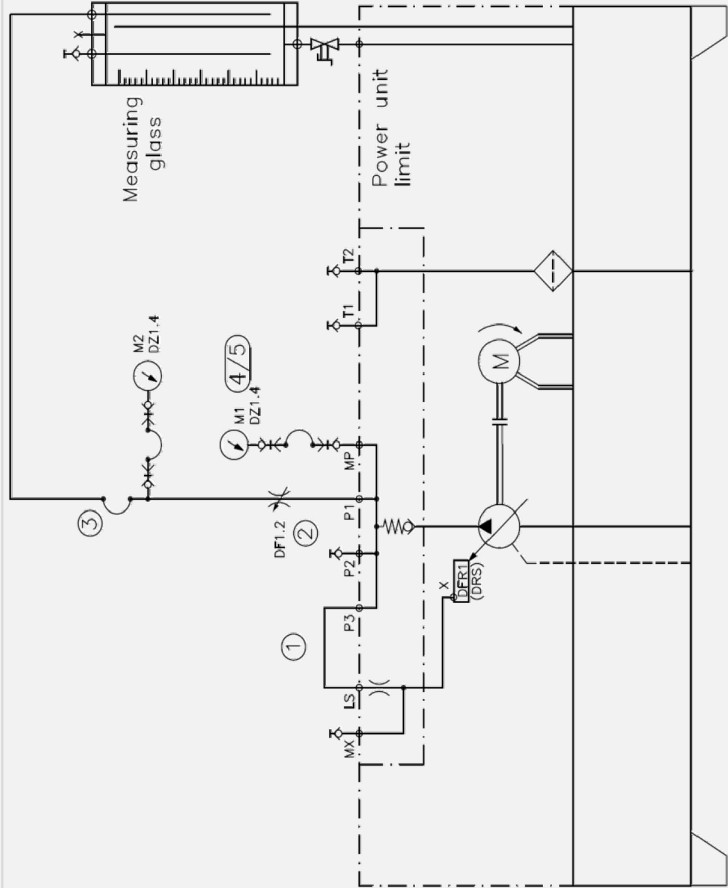 Measuring
glass
Power unit
limit
T2
T1
M2
DZ1.4
4/5
M1
DZ1.4
M
MP
3
P1
DF1.2
2
P2
X
DFR1
(DRS)
P3
1
LS
MX